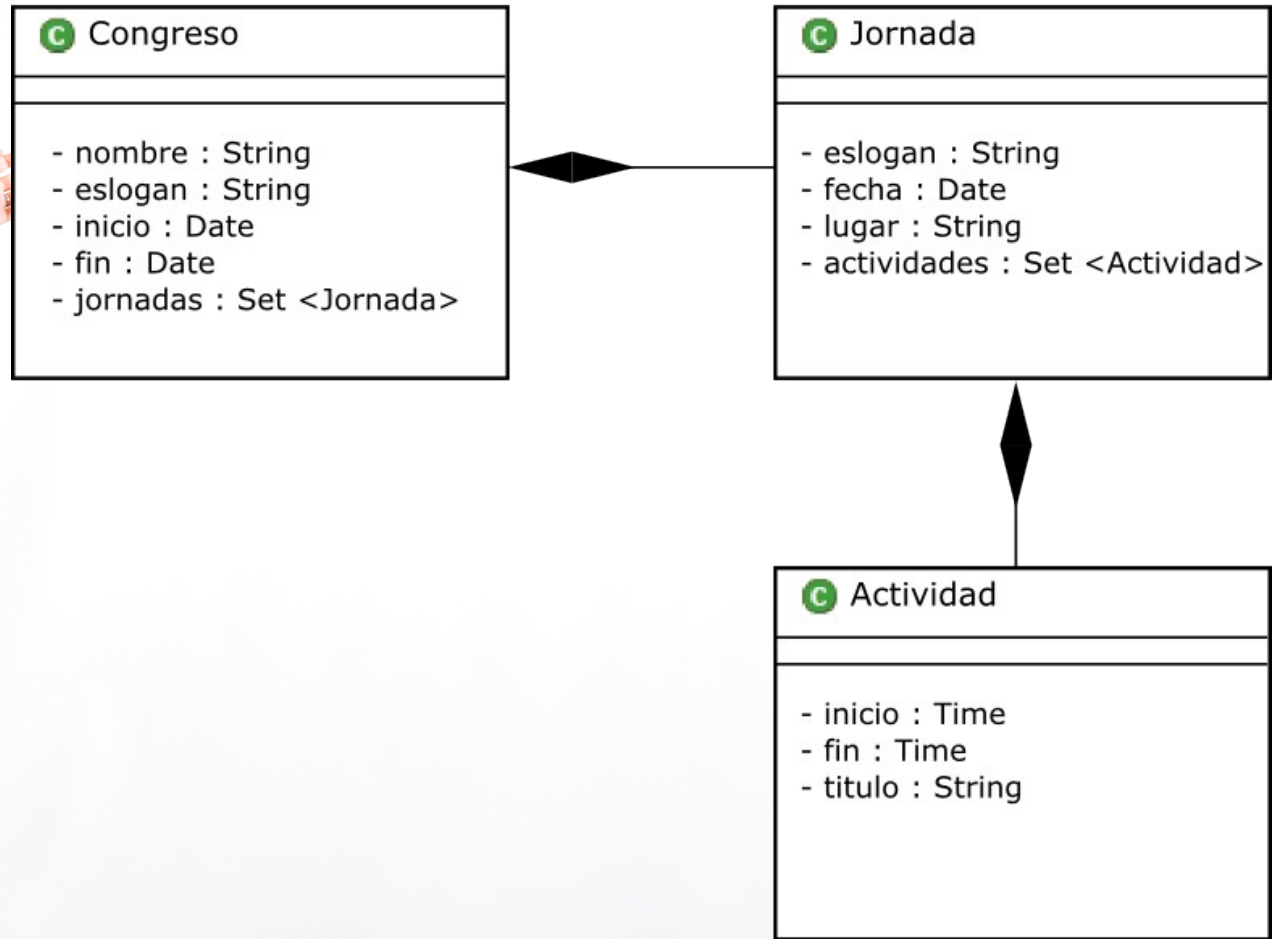 C Congreso
- nombre : String
- eslogan : String
- inicio : Date
- fin : Date
- jornadas : Set <Jornada>
C Jornada
- eslogan : String
- fecha : Date
- lugar : String
- actividades : Set <Actividad>
C Actividad
- inicio : Time
- fin : Time
- titulo : String